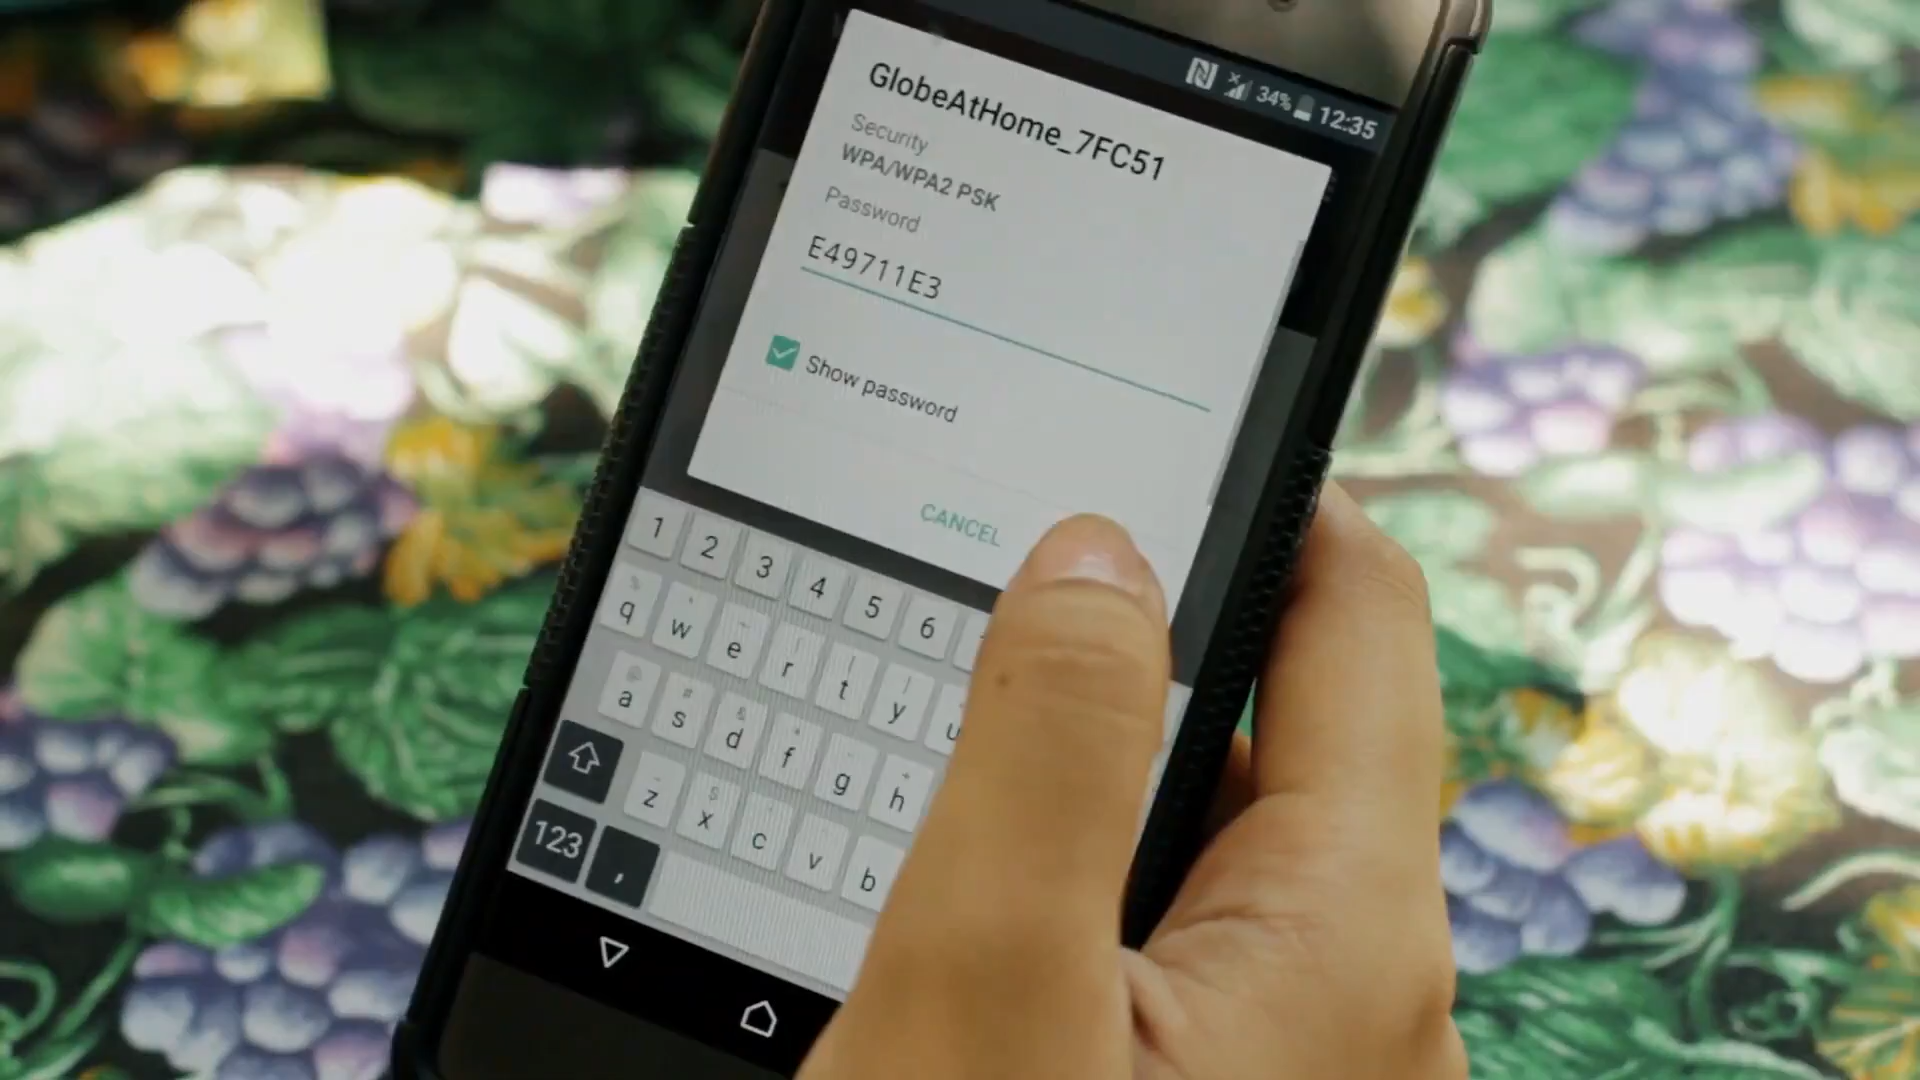 34% 12:35
GlobeAtHome_7FC51
Security
WPA/WPA2 PSK
Password
E49711E3
Show password
CANCEL
1 2 3 4 5 6
q w e r t y u
a s d f g h
z x c v b
123 ,